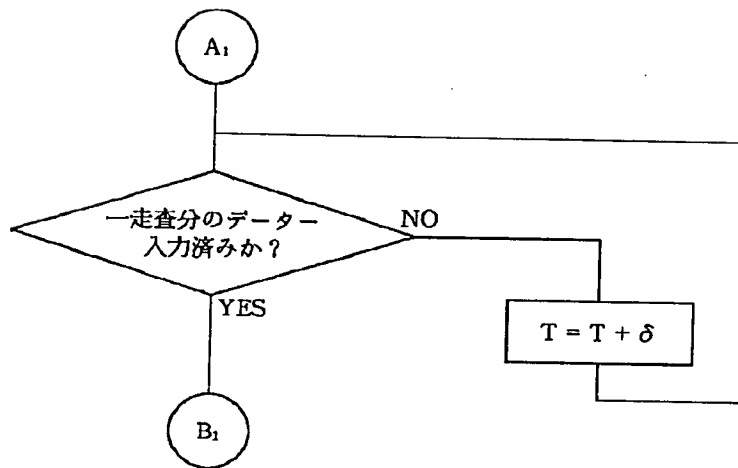 A₁
一走査分のデーター
入力済みか？
NO
YES
T = T + δ
B₁